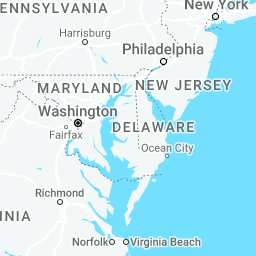 ENNSYLVANIA
New York
Harrisburg
Philadelphia
MARYLAND
NEW JERSEY
Washington
Fairfax
DELAWARE
Ocean City
Richmond
INIA
Norfolk
Virginia Beach